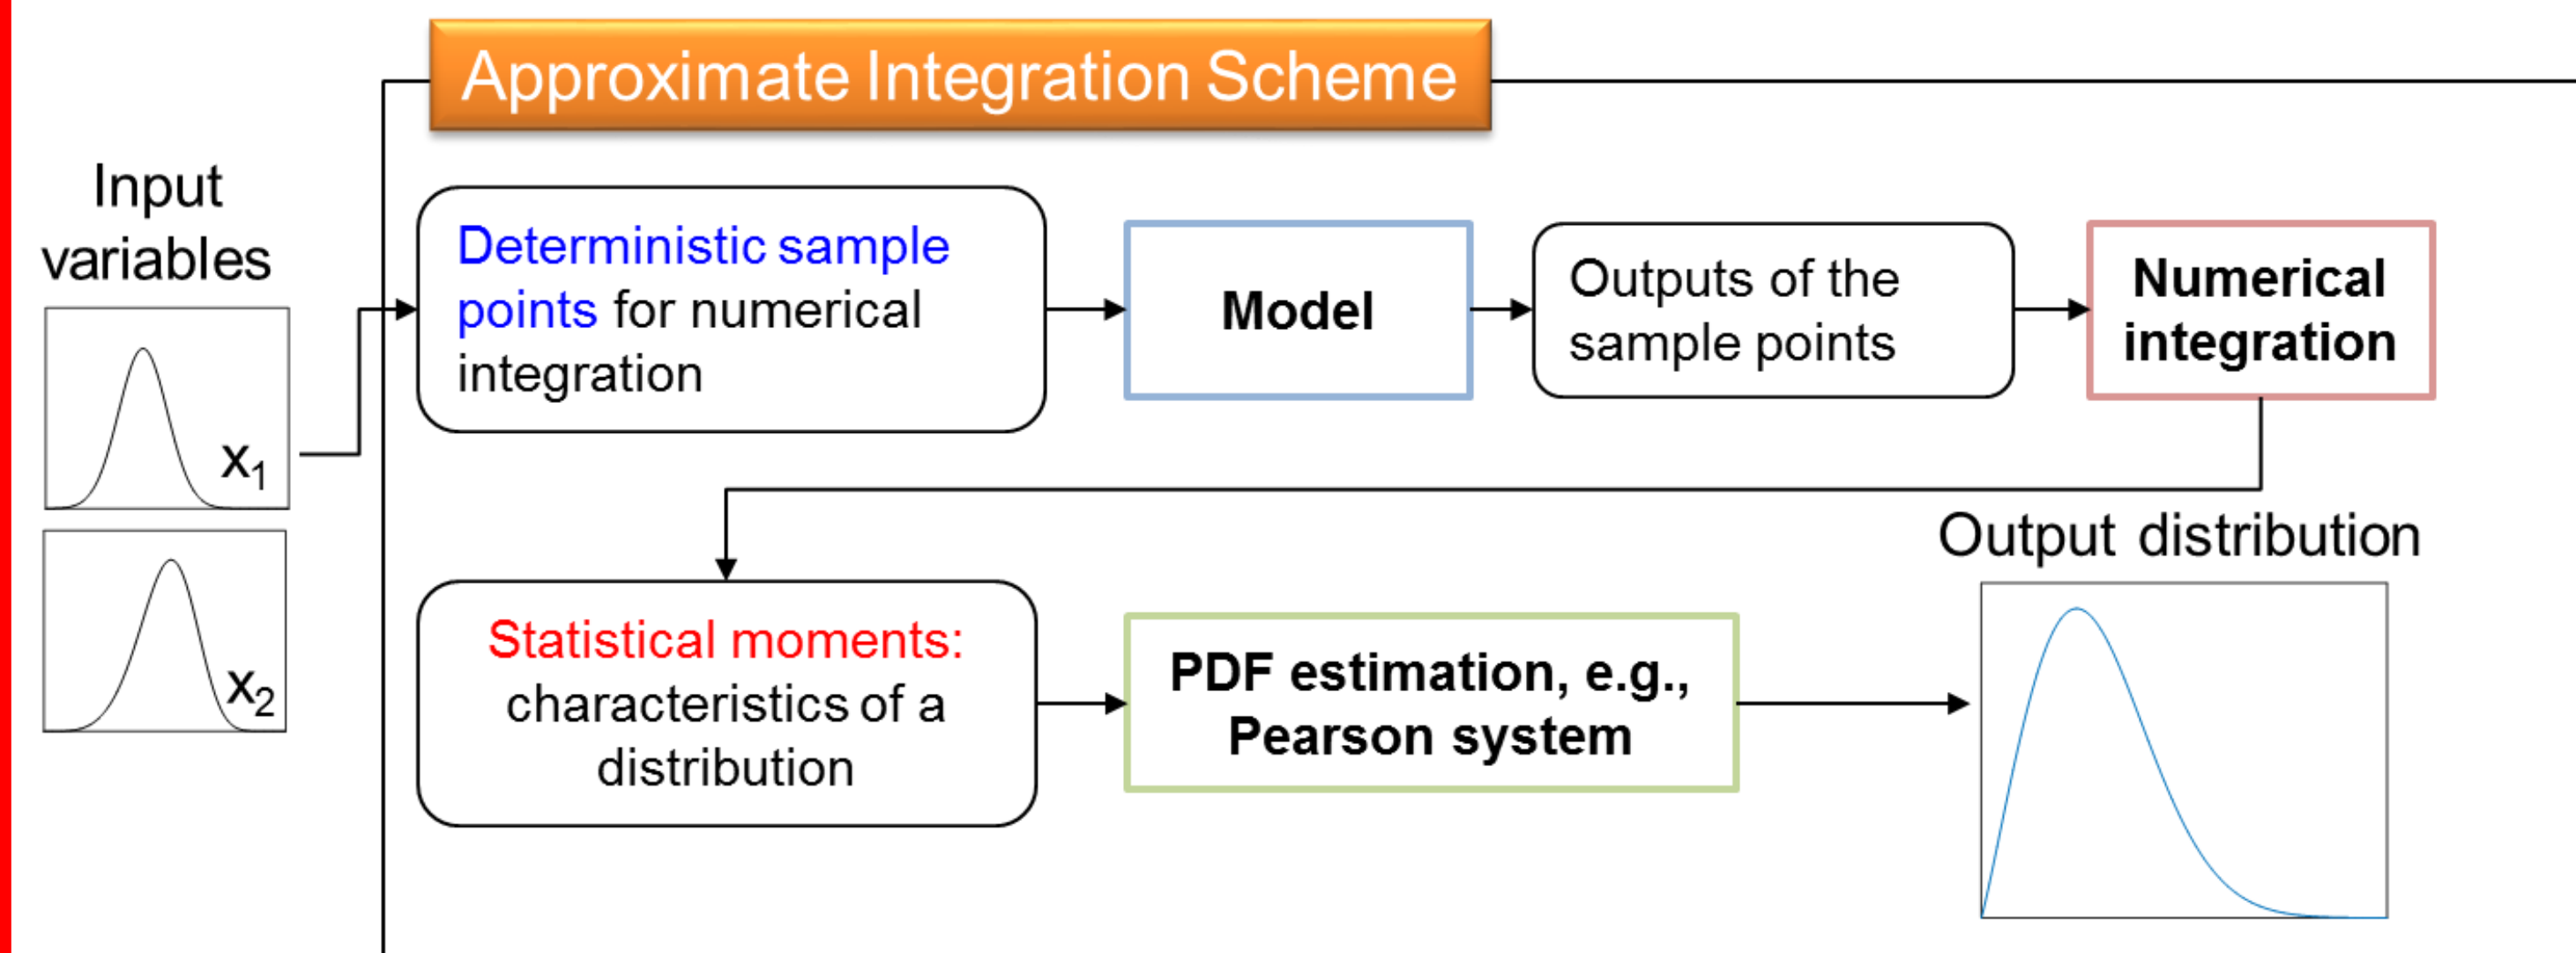 Approximate Integration Scheme
Input
variables
x₁
x₂
Deterministic sample
points for numerical
integration
Model
Outputs of the
sample points
Numerical
integration
Statistical moments:
characteristics of a
distribution
PDF estimation, e.g.,
Pearson system
Output distribution